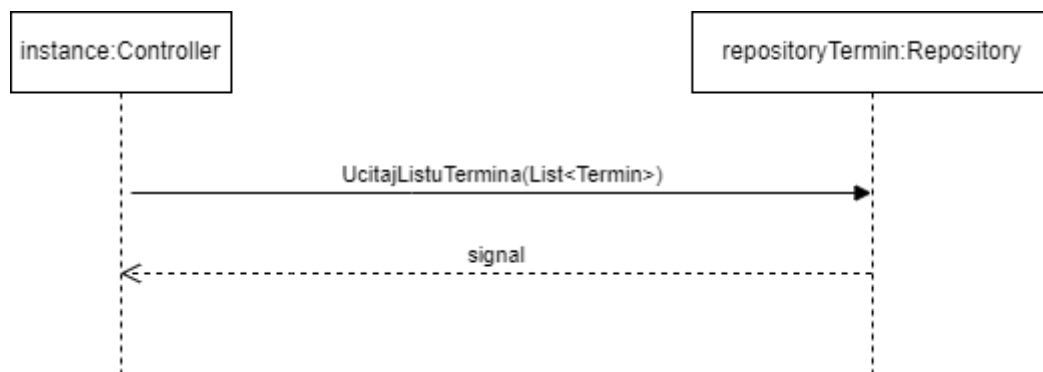 instance:Controller
repositoryTermin:Repository
UcitajListuTermina(List<Termin>)
signal